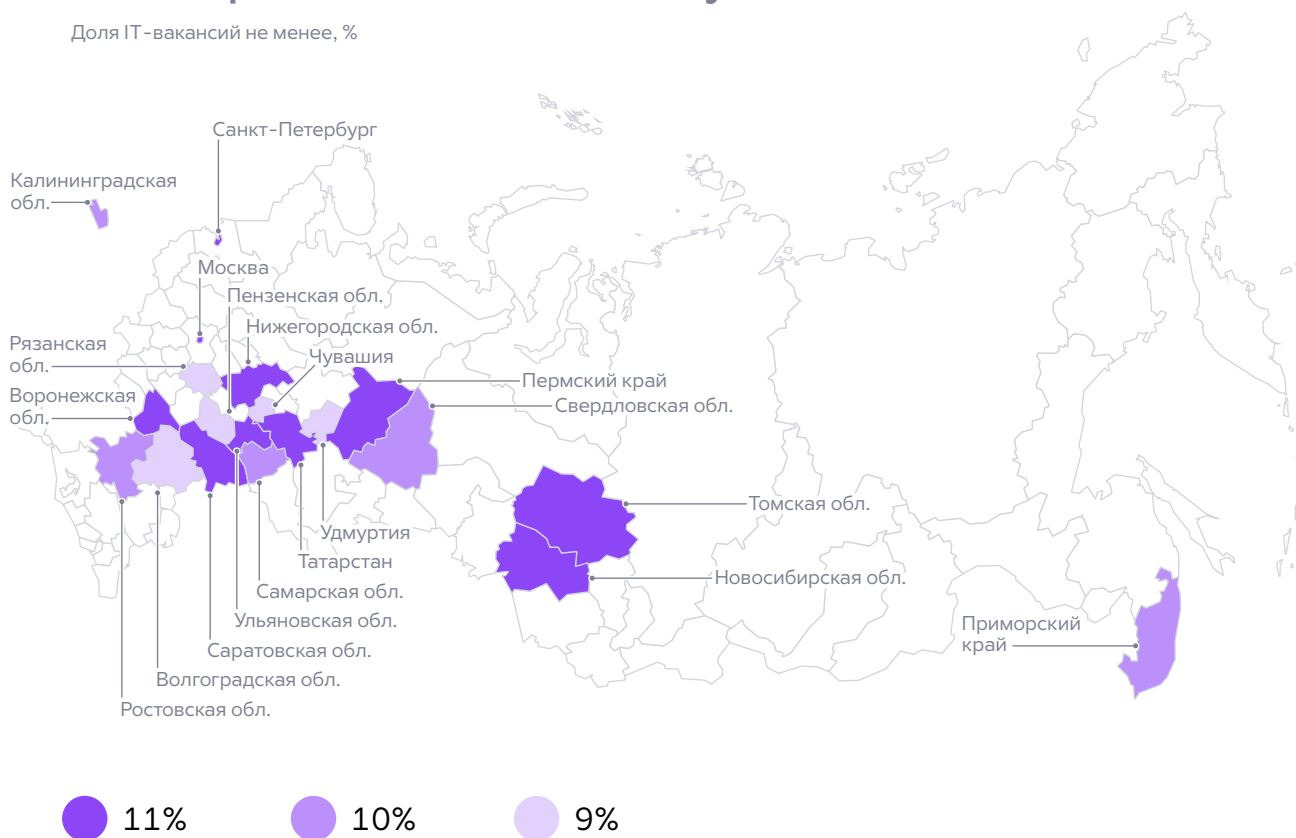 Доля IT-вакансий не менее, %
Санкт-Петербург
Калининградская
обл.
Москва
Пензенская обл.
Нижегородская обл.
Рязанская
обл.
Чувашия
Пермский край
Воронежская
обл.
Свердловская обл.
Томская обл.
Удмуртия
Татарстан
Новосибирская обл.
Самарская обл.
Ульяновская обл.
Приморский
край
Саратовская обл.
Волгоградская обл.
Ростовская обл.
11%
10%
9%